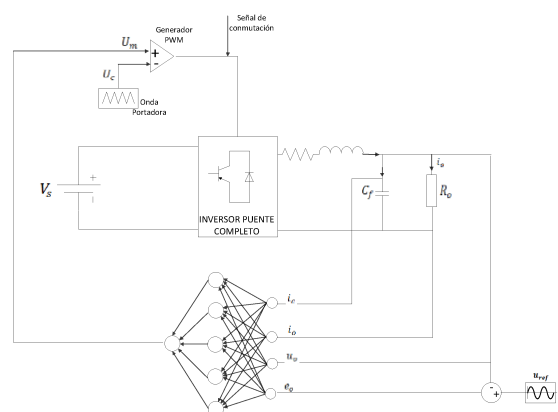 Señal de
conmutación
Generador
PWM
U_m
+
-
U_c
Onda
Portadora
V_s
+
-
INVERSOR PUENTE
COMPLETO
i_o
C_f
R_o
i_c
i_o
u_o
e_o
-
+
u_ref